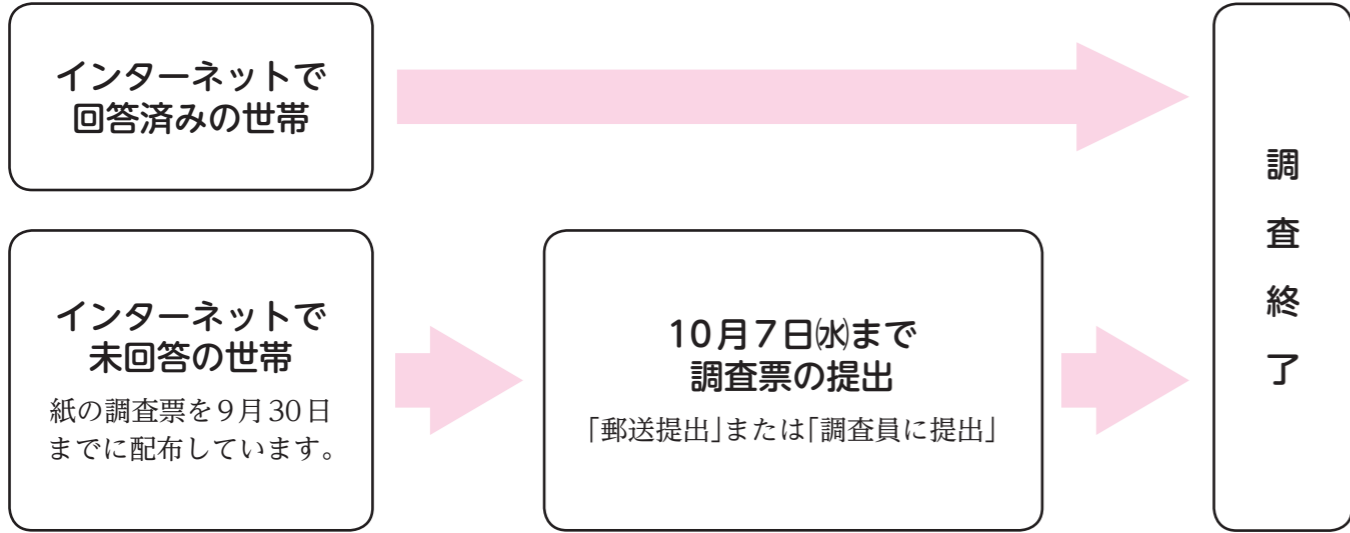 インターネットで
回答済みの世帯
インターネットで
未回答の世帯
紙の調査票を9月30日
までに配布しています。
10月7日㈬まで
調査票の提出
「郵送提出」または「調査員に提出」
調査終了